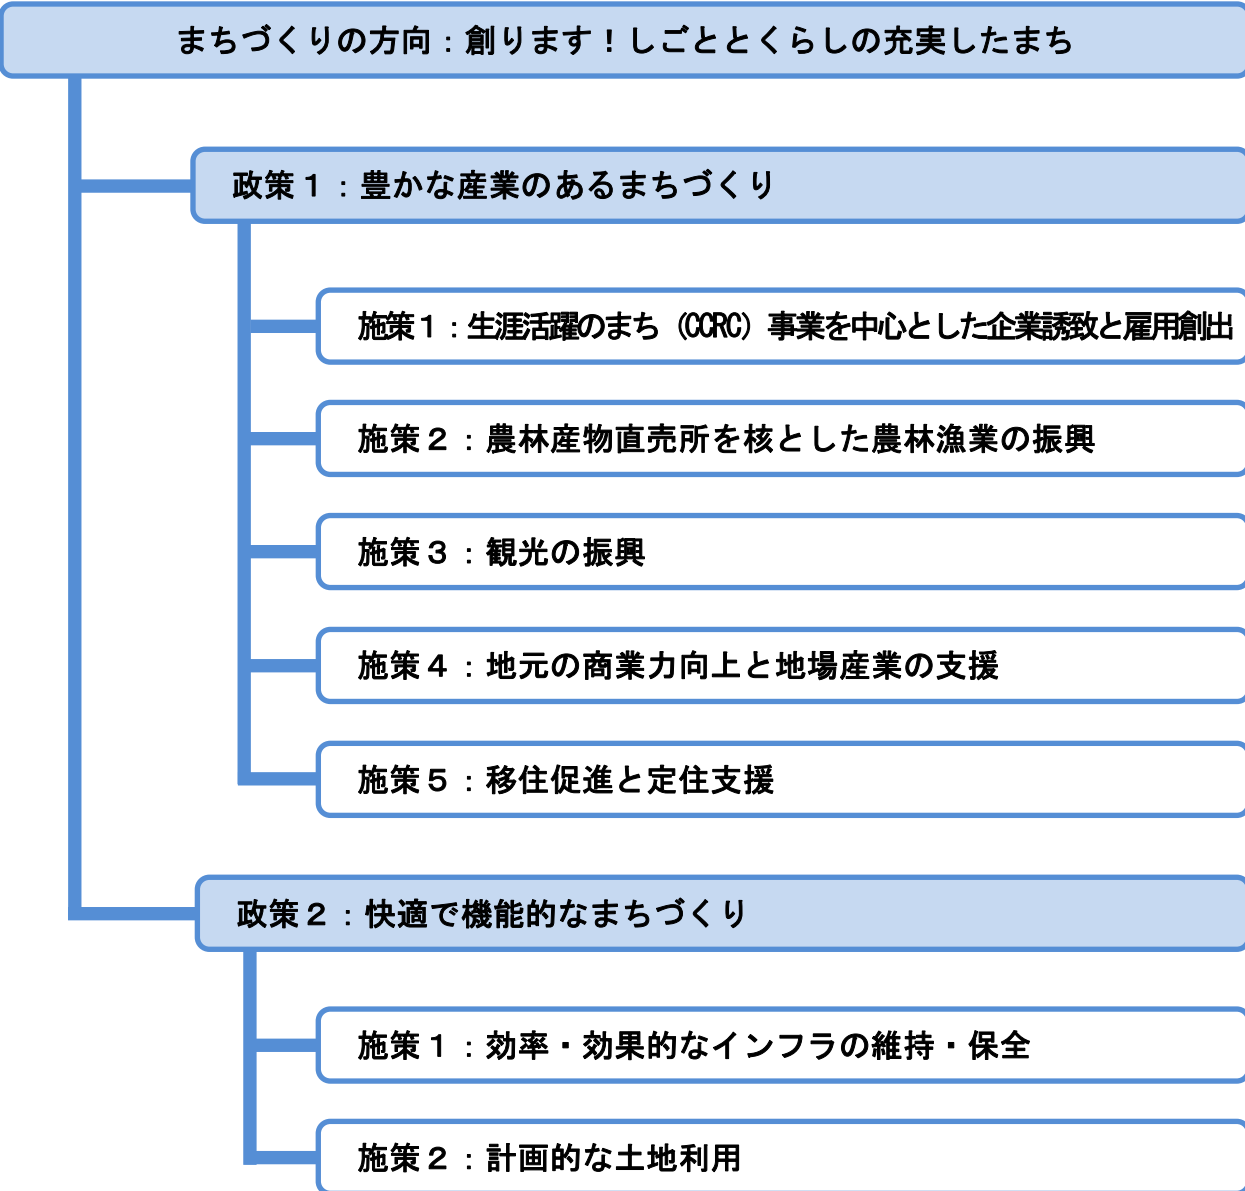 まちづくりの方向：創ります！しごととくらしの充実したまち
政策１：豊かな産業のあるまちづくり
施策１：生涯活躍のまち（CCRC）事業を中心とした企業誘致と雇用創出
施策２：農林産物直売所を核とした農林漁業の振興
施策３：観光の振興
施策４：地元の商業力向上と地場産業の支援
施策５：移住促進と定住支援
政策２：快適で機能的なまちづくり
施策１：効率・効果的なインフラの維持・保全
施策２：計画的な土地利用